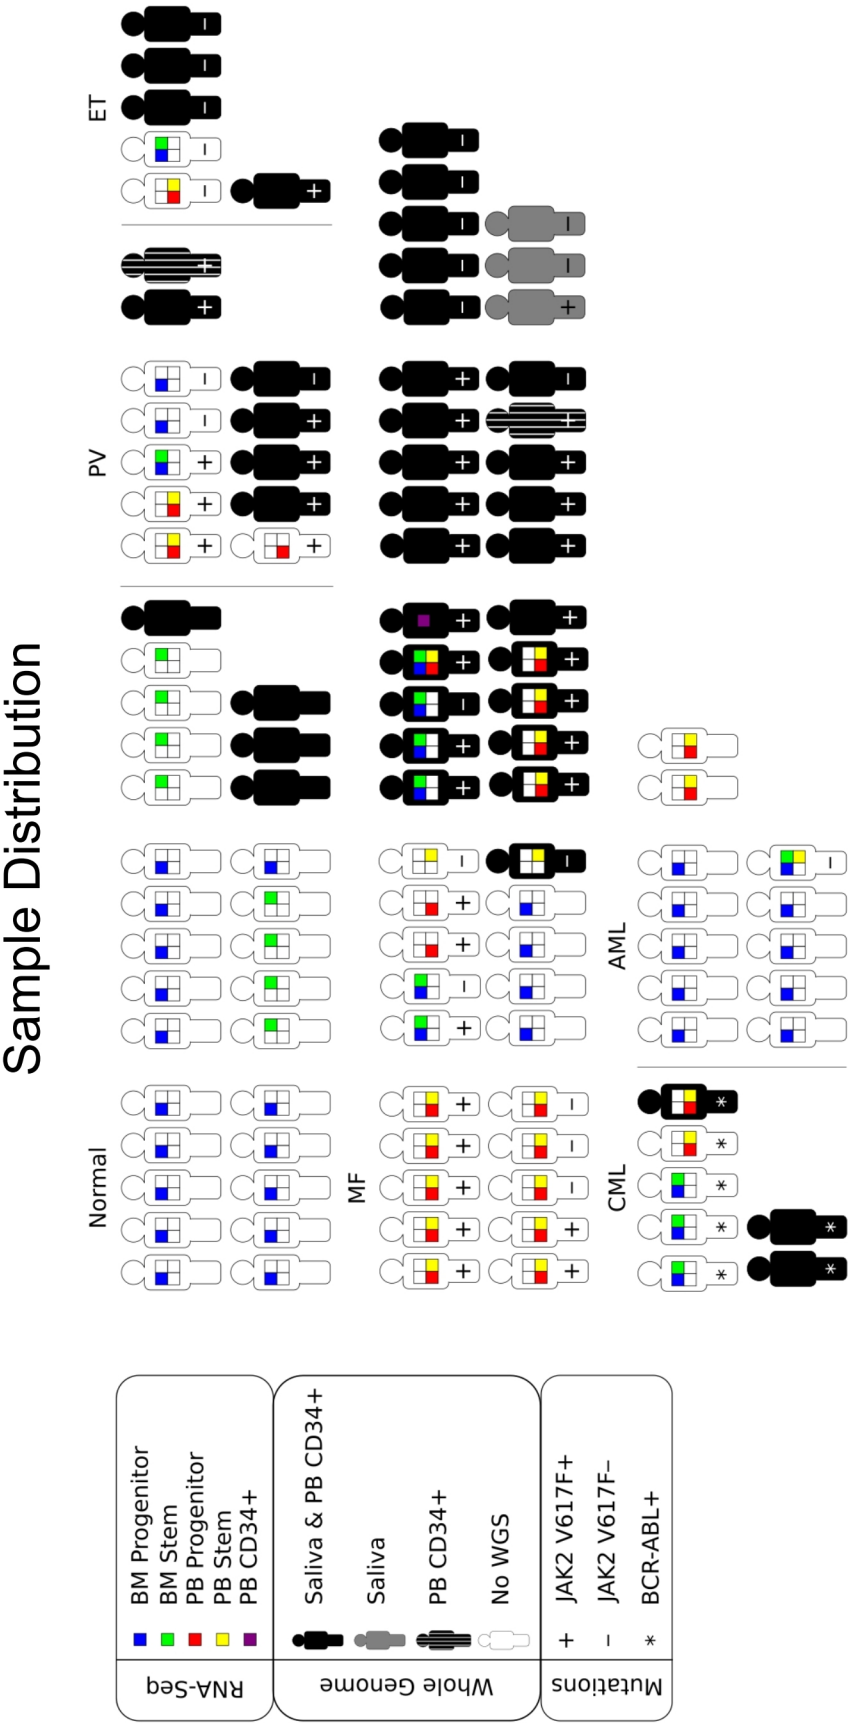 Sample Distribution
RNA-Seq
BM Progenitor
BM Stem
PB Progenitor
PB Stem
PB CD34+
Whole Genome
Saliva & PB CD34+
Saliva
PB CD34+
No WGS
Mutations
+ JAK2 V617F+
− JAK2 V617F−
* BCR-ABL+
Normal
PV
ET
MF
CML
AML